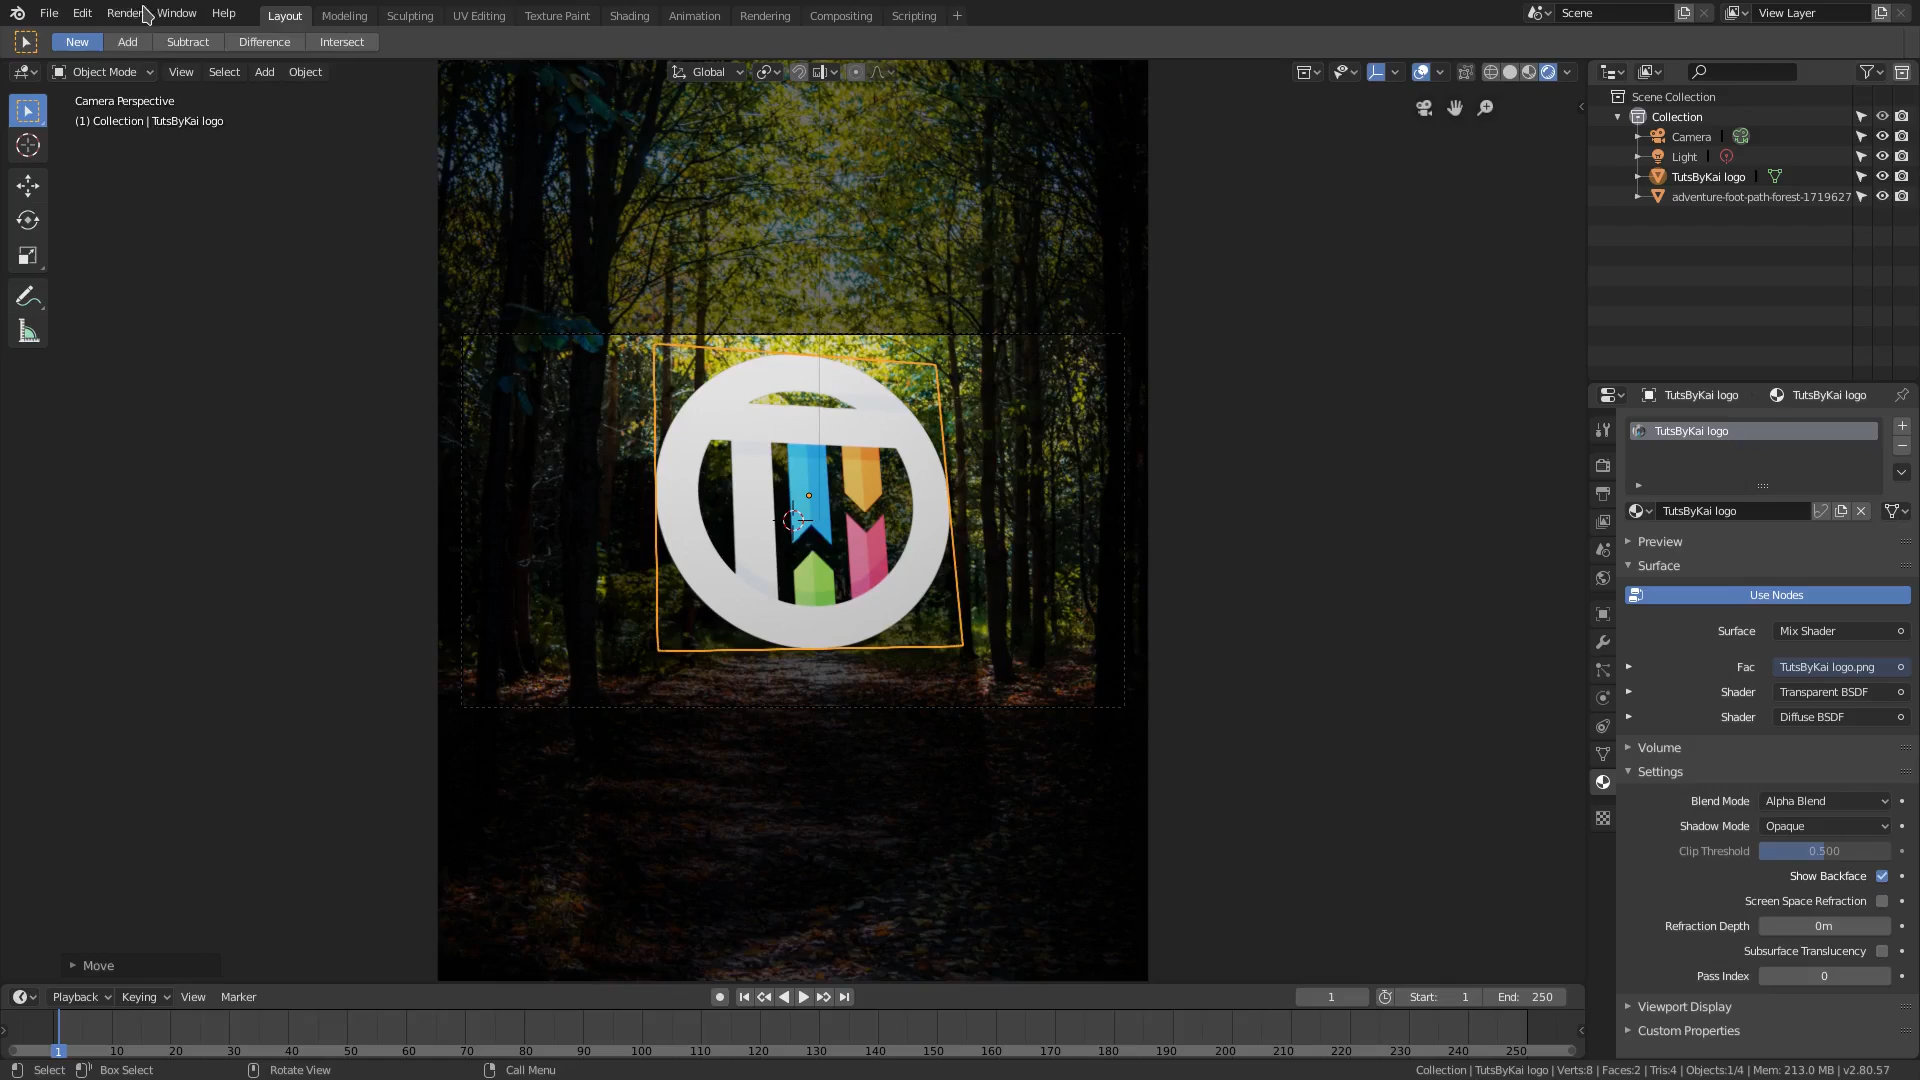 File Edit Render Window Help Layout Modeling Sculpting UV Editing Texture Paint Shading Animation Rendering Compositing Scripting + Scene View Layer
New Add Subtract Difference Intersect
Object Mode View Select Add Object Global
Camera Perspective
(1) Collection | TutsByKai logo
Scene Collection
Collection
Camera
Light
TutsByKai logo
adventure-foot-path-forest-1719627
TutsByKai logo TutsByKai logo
TutsByKai logo
TutsByKai logo
Preview
Surface
Use Nodes
Surface Mix Shader
Fac TutsByKai logo.png
Shader Transparent BSDF
Shader Diffuse BSDF
Volume
Settings
Blend Mode Alpha Blend
Shadow Mode Opaque
Clip Threshold 0.500
Show Backface
Screen Space Refraction
Refraction Depth 0m
Subsurface Translucency
Pass Index 0
Viewport Display
Custom Properties
Move
Playback Keying View Marker 1 Start: 1 End: 250
1 10 20 30 40 50 60 70 80 90 100 110 120 130 140 150 160 170 180 190 200 210 220 230 240 250
Select Box Select Rotate View Call Menu Collection | TutsByKai logo | Verts:8 | Faces:2 | Tris:4 | Objects:1/4 | Mem: 213.0 MB | v2.80.57